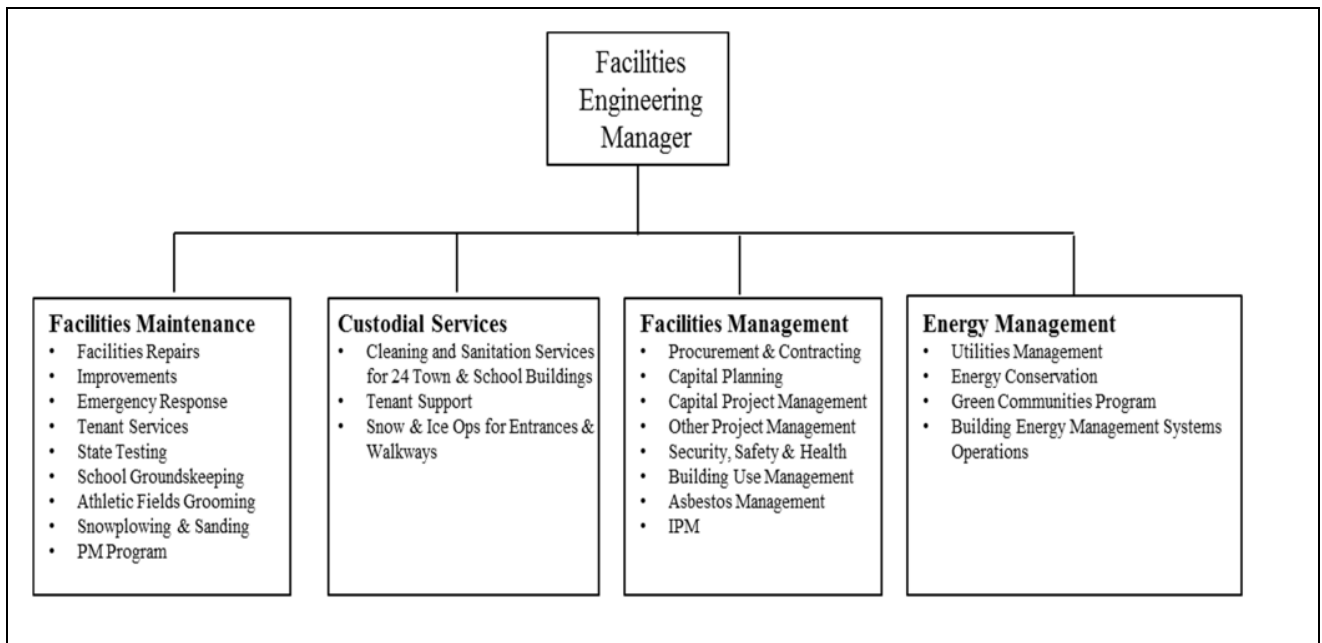 Facilities
Engineering
Manager
Facilities Maintenance
• Facilities Repairs
• Improvements
• Emergency Response
• Tenant Services
• State Testing
• School Groundskeeping
• Athletic Fields Grooming
• Snowplowing & Sanding
• PM Program
Custodial Services
• Cleaning and Sanitation Services
for 24 Town & School Buildings
• Tenant Support
• Snow & Ice Ops for Entrances &
Walkways
Facilities Management
• Procurement & Contracting
• Capital Planning
• Capital Project Management
• Other Project Management
• Security, Safety & Health
• Building Use Management
• Asbestos Management
• IPM
Energy Management
• Utilities Management
• Energy Conservation
• Green Communities Program
• Building Energy Management Systems
Operations